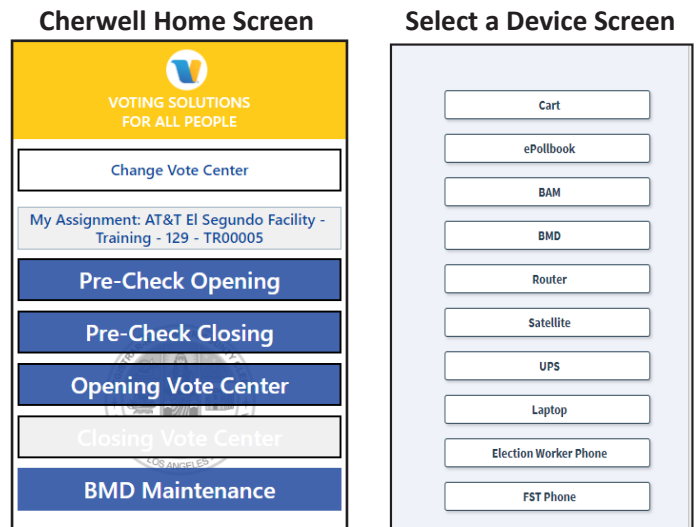 Cherwell Home Screen
VOTING SOLUTIONS
FOR ALL PEOPLE
Change Vote Center
My Assignment: AT&T El Segundo Facility -
Training - 129 - TR00005
Pre-Check Opening
Pre-Check Closing
Opening Vote Center
Closing Vote Center
LOS ANGELES
BMD Maintenance
Select a Device Screen
Cart
ePollbook
BAM
BMD
Router
Satellite
UPS
Laptop
Election Worker Phone
FST Phone